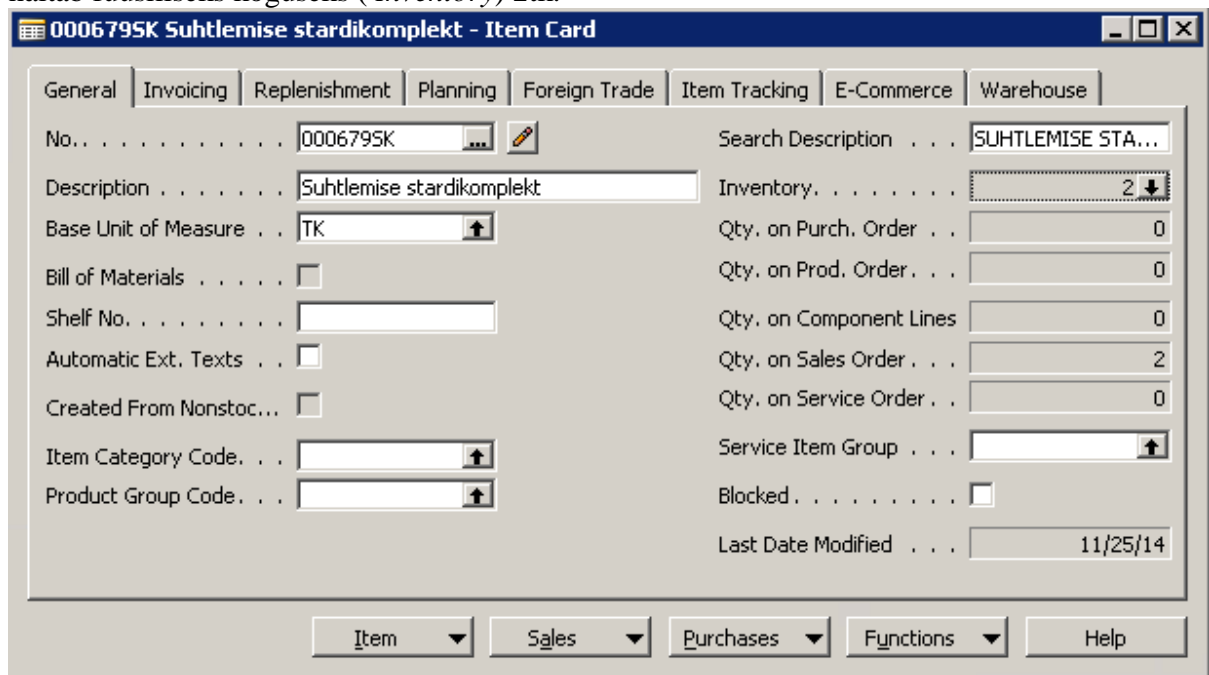 000679SK Suhtlemise stardikomplekt - Item Card
General Invoicing Replenishment Planning Foreign Trade Item Tracking E-Commerce Warehouse
No.. . . . . . . . . . . 000679SK ... Search Description . . . SUHTLEMISE STA...
Description . . . . . . . Suhtlemise stardikomplekt Inventory. . . . . . . . 2
Base Unit of Measure . . TK Qty. on Purch. Order . . 0
Bill of Materials . . . . . Qty. on Prod. Order. . . 0
Shelf No. . . . . . . . . Qty. on Component Lines 0
Automatic Ext. Texts . . Qty. on Sales Order. . . 2
Created From Nonstoc... Qty. on Service Order. . 0
Item Category Code. . . Service Item Group . . .
Product Group Code. . . Blocked. . . . . . . . .
Last Date Modified . . . 11/25/14
Item Sales Purchases Functions Help